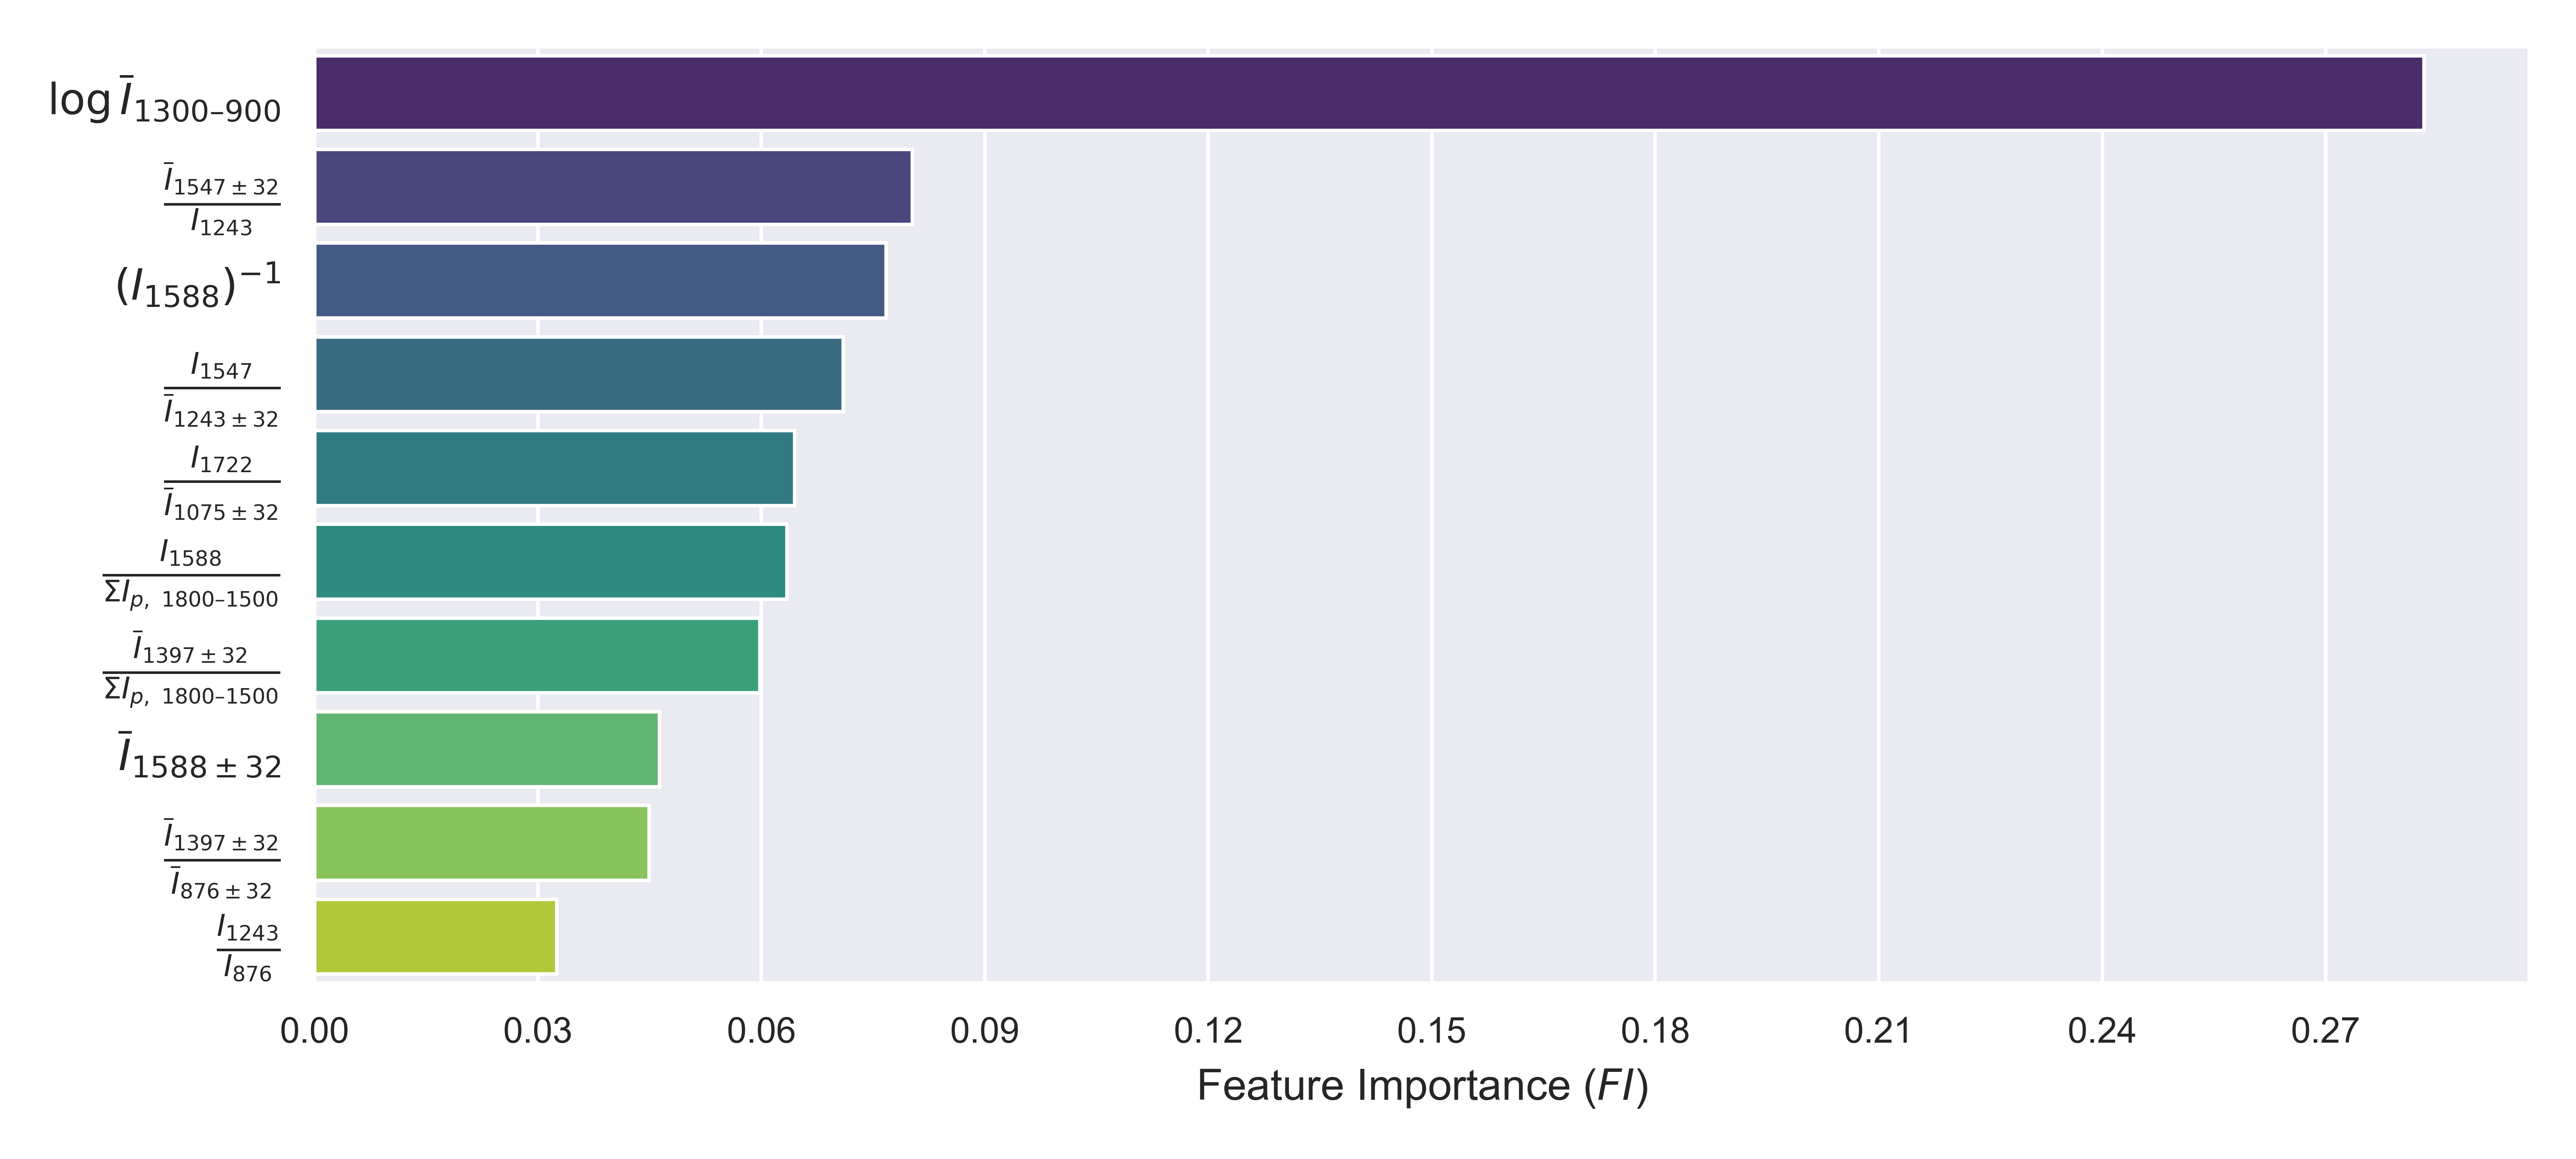 log Ī₁₃₀₀–₉₀₀
Ī₁₅₄₇±₃₂
I₁₂₄₃
(I₁₅₈₈)⁻¹
I₁₅₄₇
Ī₁₂₄₃±₃₂
I₁₇₂₂
Ī₁₀₇₅±₃₂
I₁₅₈₈
ΣIₚ, ₁₈₀₀–₁₅₀₀
Ī₁₃₉₇±₃₂
ΣIₚ, ₁₈₀₀–₁₅₀₀
Ī₁₅₈₈±₃₂
Ī₁₃₉₇±₃₂
Ī₈₇₆±₃₂
I₁₂₄₃
I₈₇₆
0.00 0.03 0.06 0.09 0.12 0.15 0.18 0.21 0.24 0.27
Feature Importance (FI)